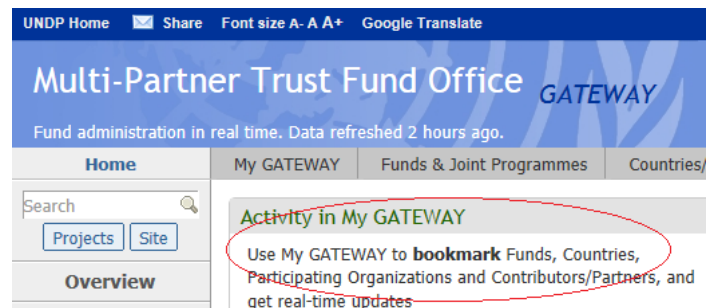 UNDP Home Share Font size A- A A+ Google Translate
Multi-Partner Trust Fund Office GATEWAY
Fund administration in real time. Data refreshed 2 hours ago.
Home My GATEWAY Funds & Joint Programmes Countries/
Search
Projects Site
Overview
Activity in My GATEWAY
Use My GATEWAY to bookmark Funds, Countries,
Participating Organizations and Contributors/Partners, and
get real-time updates